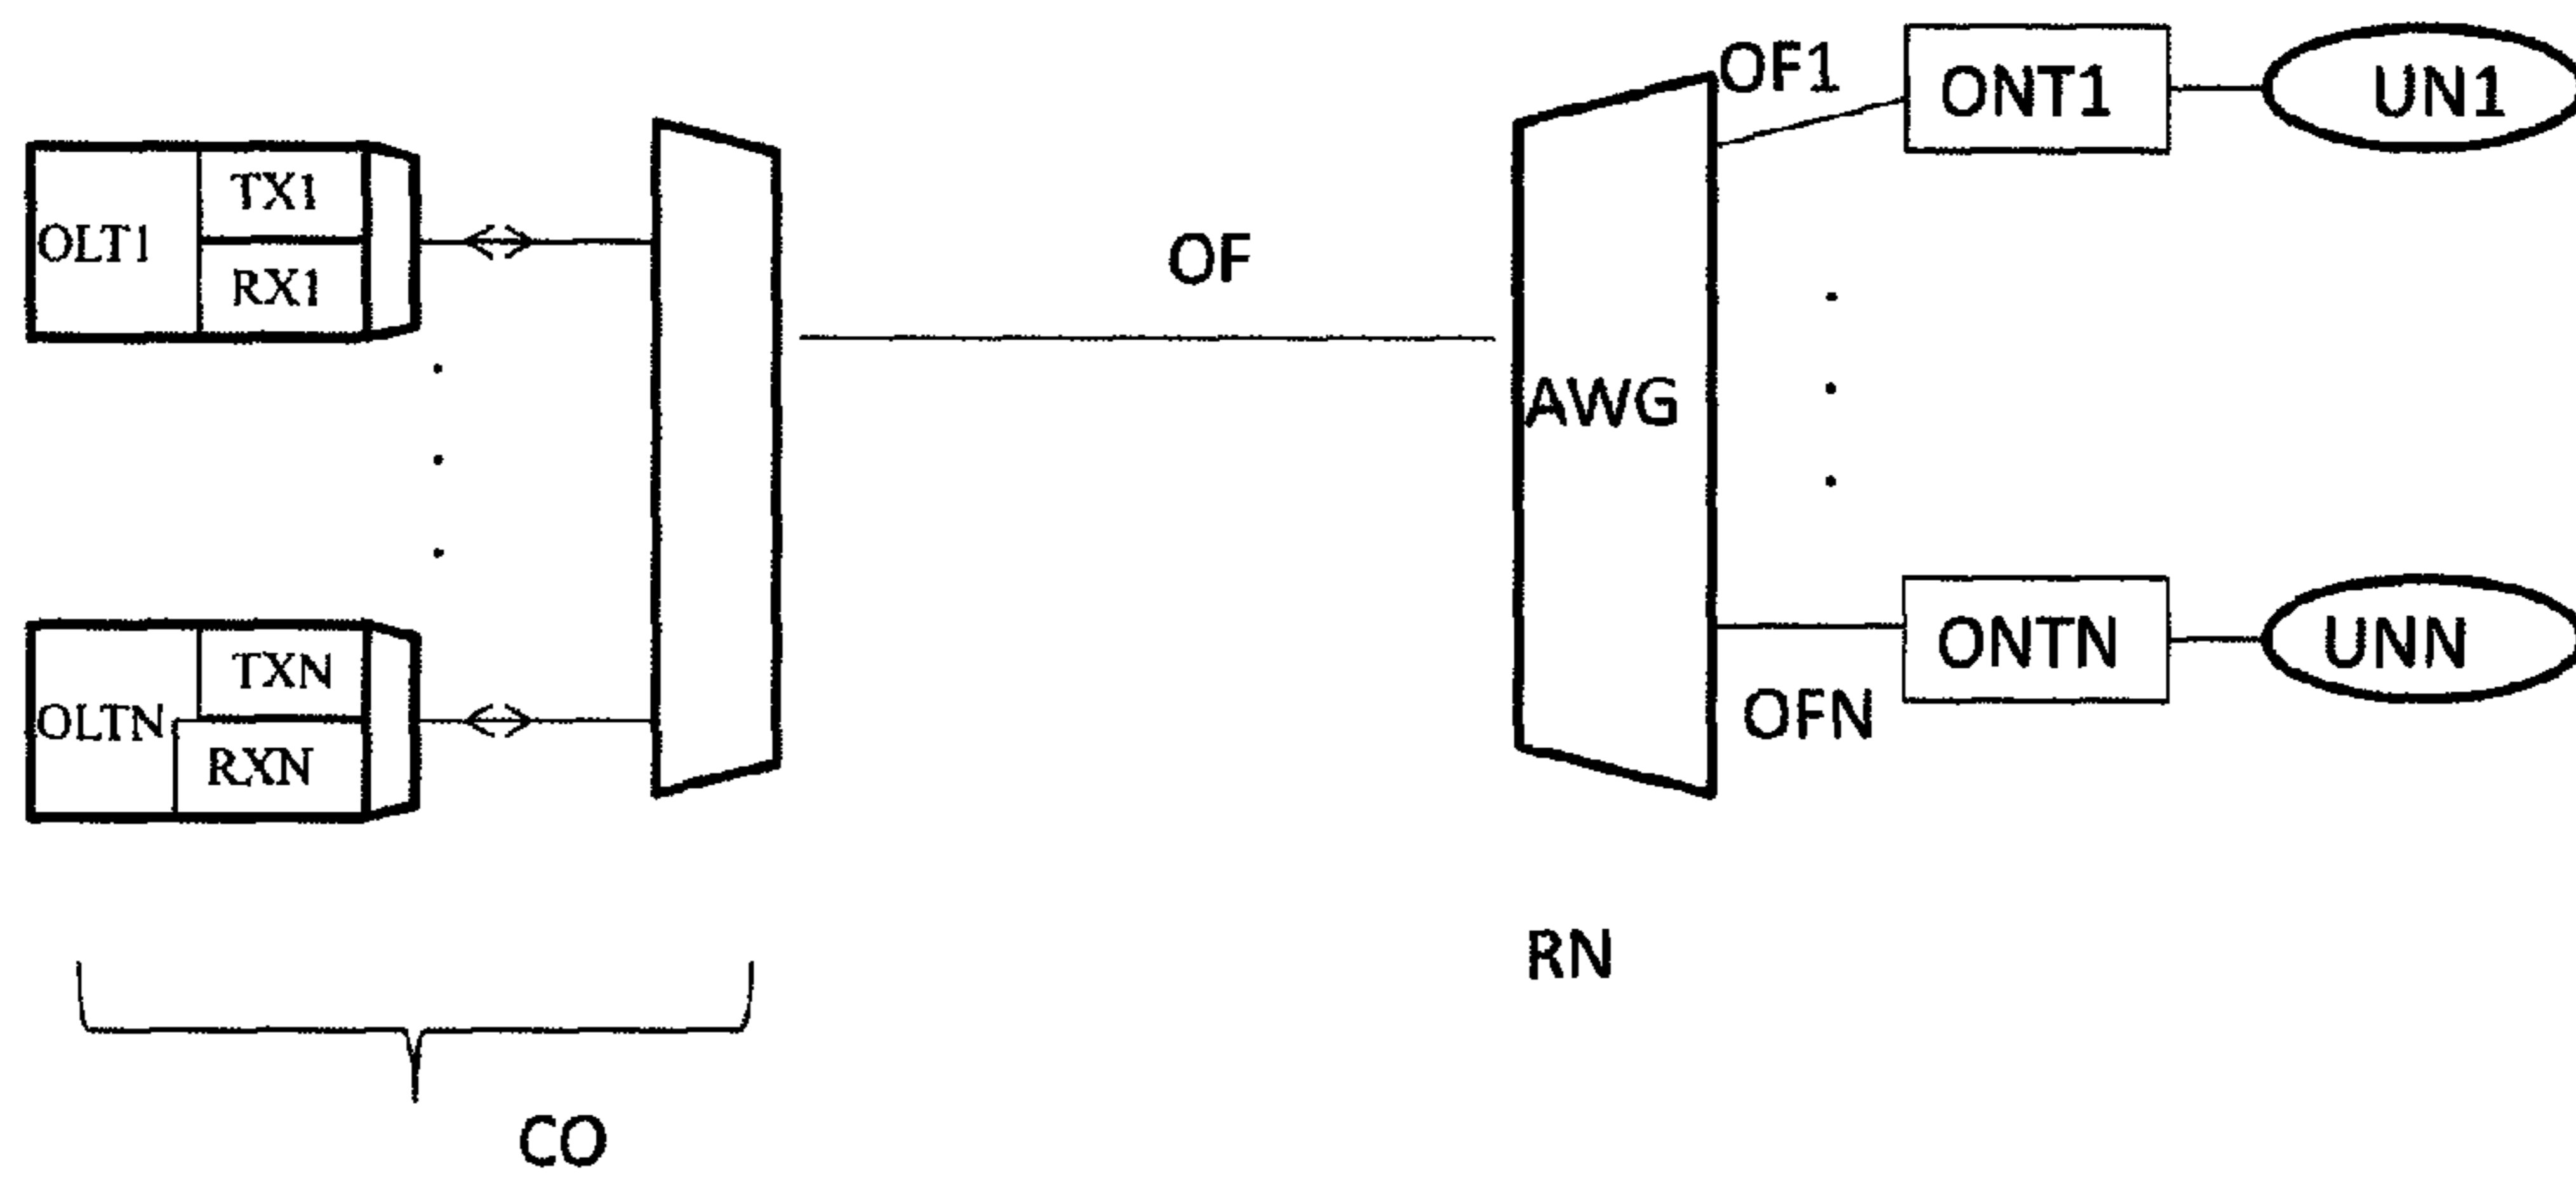 OLT1
TX1
RX1
OLTN
TXN
RXN
CO
OF
AWG
RN
OF1
ONT1
UN1
OFN
ONTN
UNN